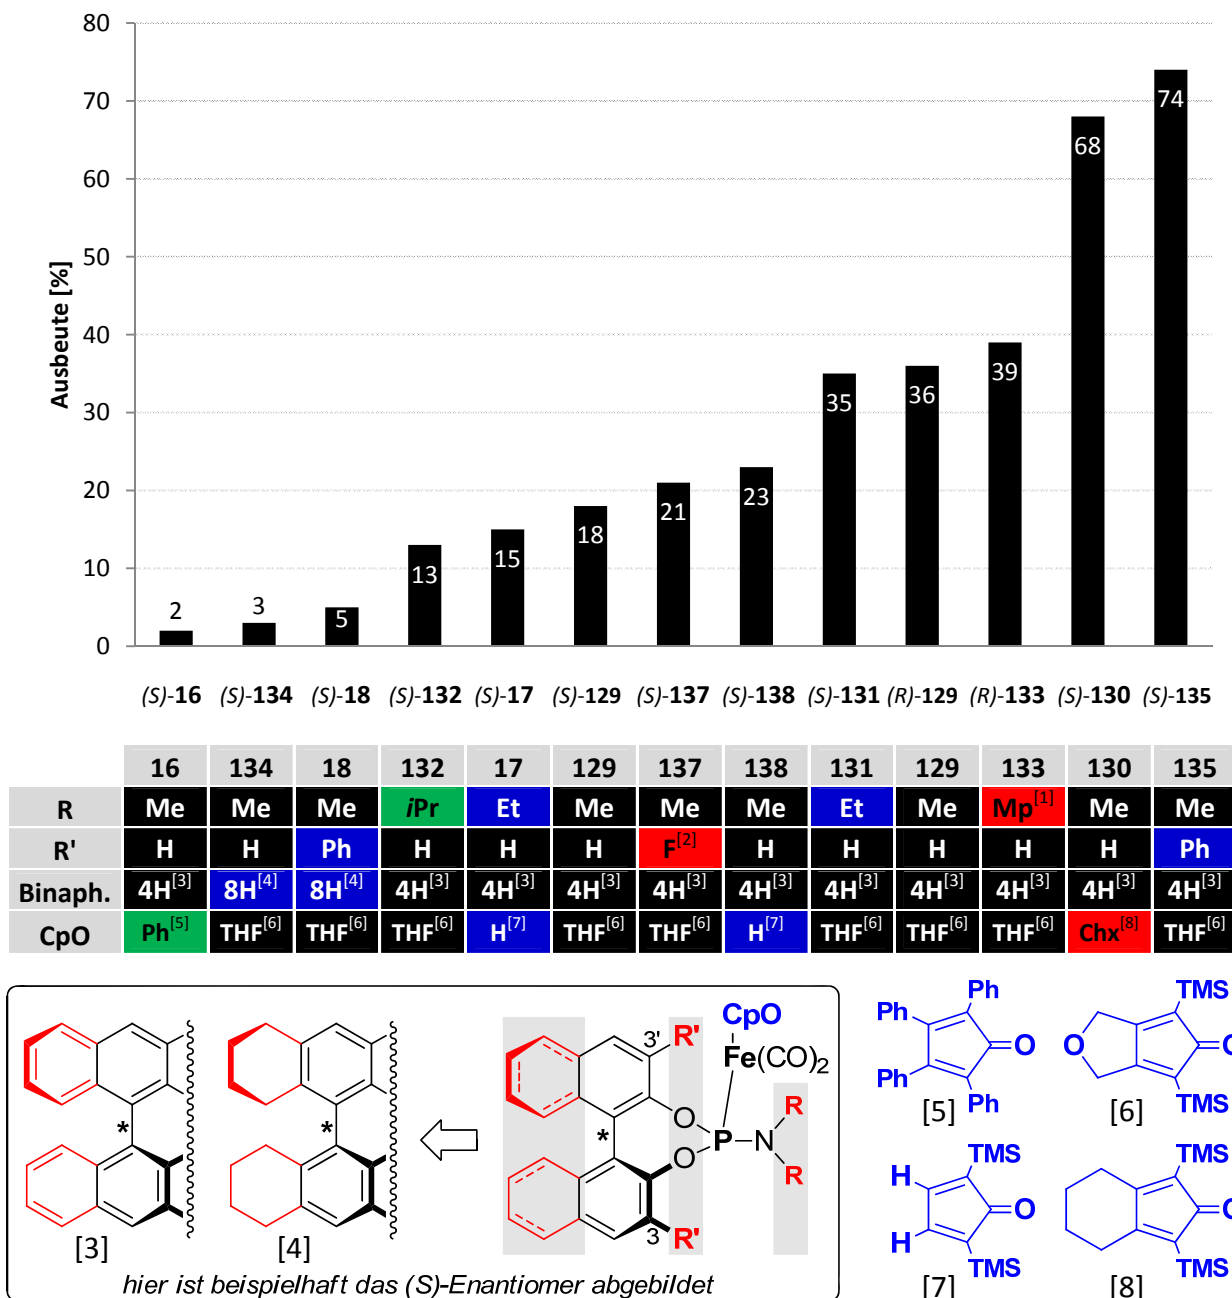 80
70
60
50
40
30
20
10
0
Ausbeute [%]
2
3
5
13
15
18
21
23
35
36
39
68
74
(S)-16 (S)-134 (S)-18 (S)-132 (S)-17 (S)-129 (S)-137 (S)-138 (S)-131 (R)-129 (R)-133 (S)-130 (S)-135
16 134 18 132 17 129 137 138 131 129 133 130 135
R Me Me Me iPr Et Me Me Me Et Me Mp[1] Me Me
R' H H Ph H H H F[2] H H H H H Ph
Binaph. 4H[3] 8H[4] 8H[4] 4H[3] 4H[3] 4H[3] 4H[3] 4H[3] 4H[3] 4H[3] 4H[3] 4H[3] 4H[3]
CpO Ph[5] THF[6] THF[6] THF[6] H[7] THF[6] THF[6] H[7] THF[6] THF[6] THF[6] Chx[8] THF[6]
*
[3]
*
[4]
CpO
3' R'
Fe(CO)2
O
R
* P N
O
R
3 R'
hier ist beispielhaft das (S)-Enantiomer abgebildet
Ph
Ph
O
Ph
Ph
[5]
TMS
O
O
TMS
[6]
TMS
H
O
H
TMS
[7]
TMS
O
TMS
[8]